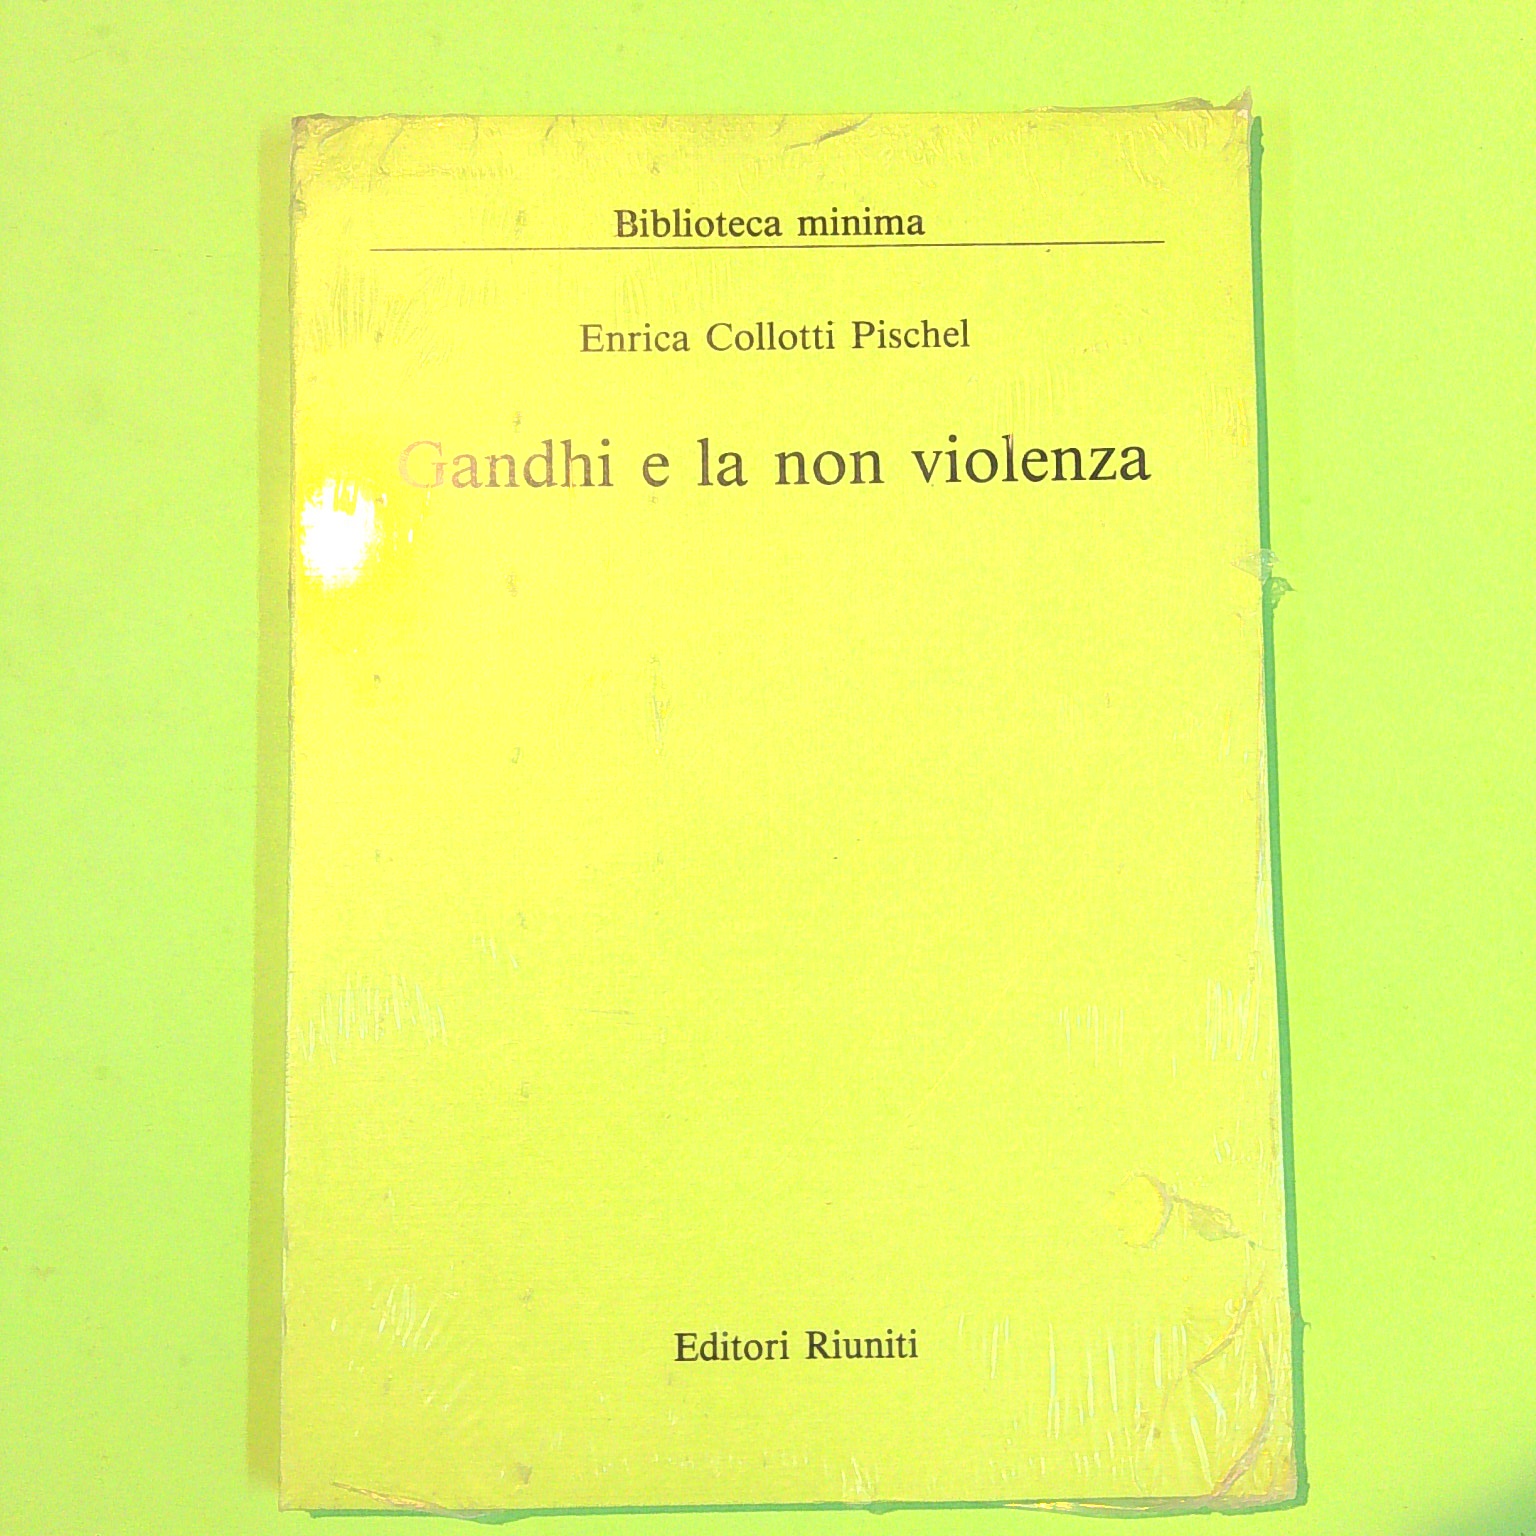 Biblioteca minima
Enrica Collotti Pischel
Gandhi e la non violenza
Editori Riuniti